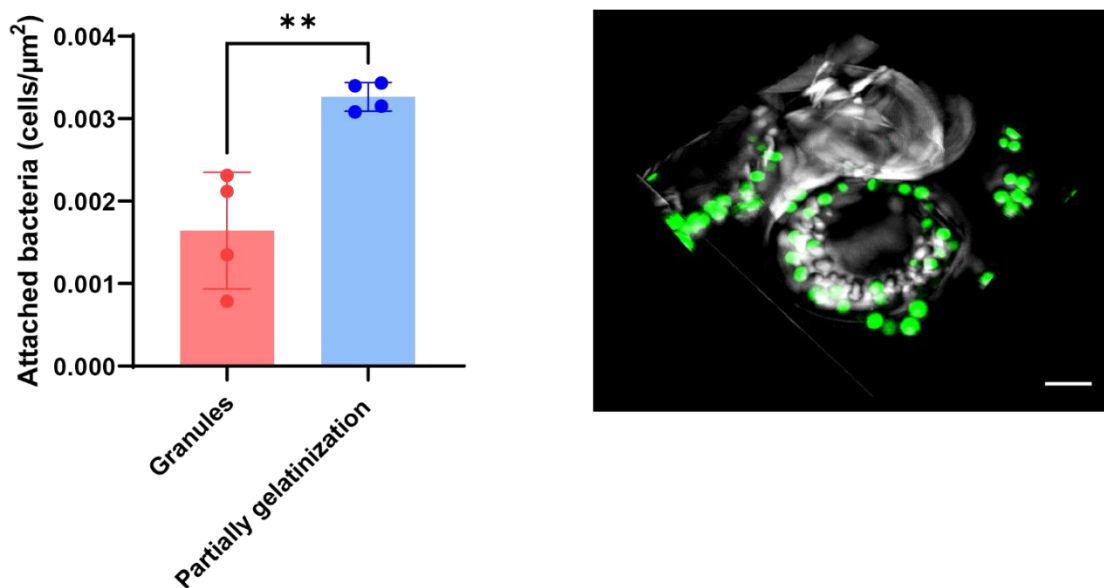 Attached bacteria (cells/μm²)
0.004
0.003
0.002
0.001
0.000
**
Granules
Partially gelatinization